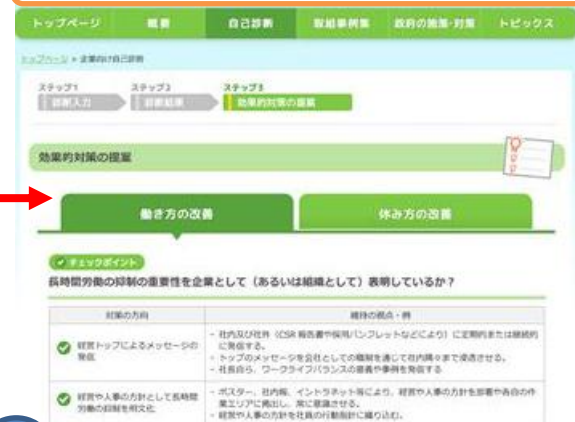 トップページ 概要 自己診断 取組事例集 政府の施策・対策 トピックス
トップページ > 企業向け自己診断
ステップ1 ステップ2 ステップ3
診断入力 診断結果 効果的対策の提案
効果的対策の提案
働き方の改善 休み方の改善
チェックポイント
長時間労働の抑制の重要性を企業として（あるいは組織として）表明しているか？
対策の方向 維持の視点・例
経営トップによるメッセージの発信
- 社内及び社外（CSR 報告書や採用パンフレットなどにより）に定期的または継続的に発信する。
- トップのメッセージを会社としての職制を通じて社内隅々まで浸透させる。
- 社長自ら、ワークライフバランスの意義や事例を発信する
経営や人事の方針として長時間労働の抑制を明文化
- ポスター、社内報、イントラネット等により、経営や人事の方針を部署や各自の作業エリアに掲出し、常に意識させる。
- 経営や人事の方針を社員の行動指針に織り込む。